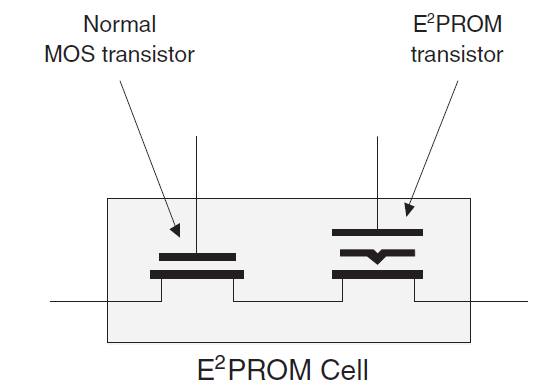 Normal
MOS transistor
E²PROM
transistor
E²PROM Cell